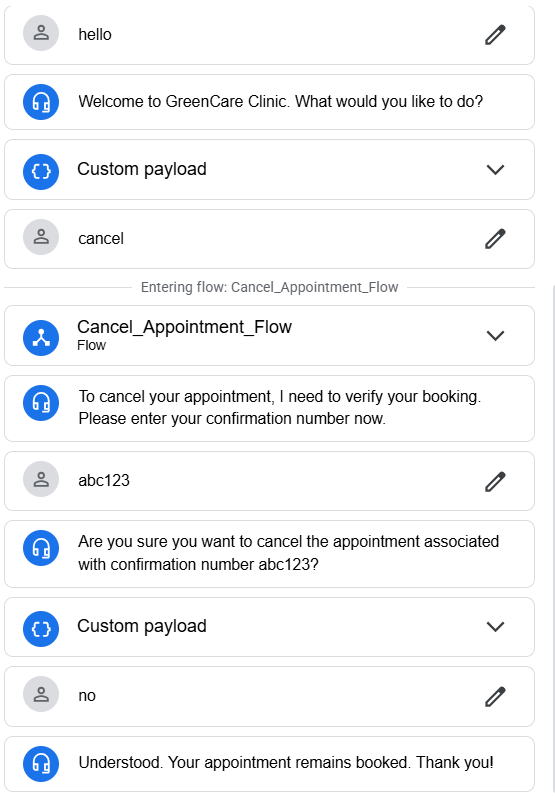 hello
Welcome to GreenCare Clinic. What would you like to do?
Custom payload
cancel
Entering flow: Cancel_Appointment_Flow
Cancel_Appointment_Flow
Flow
To cancel your appointment, I need to verify your booking.
Please enter your confirmation number now.
abc123
Are you sure you want to cancel the appointment associated
with confirmation number abc123?
Custom payload
no
Understood. Your appointment remains booked. Thank you!